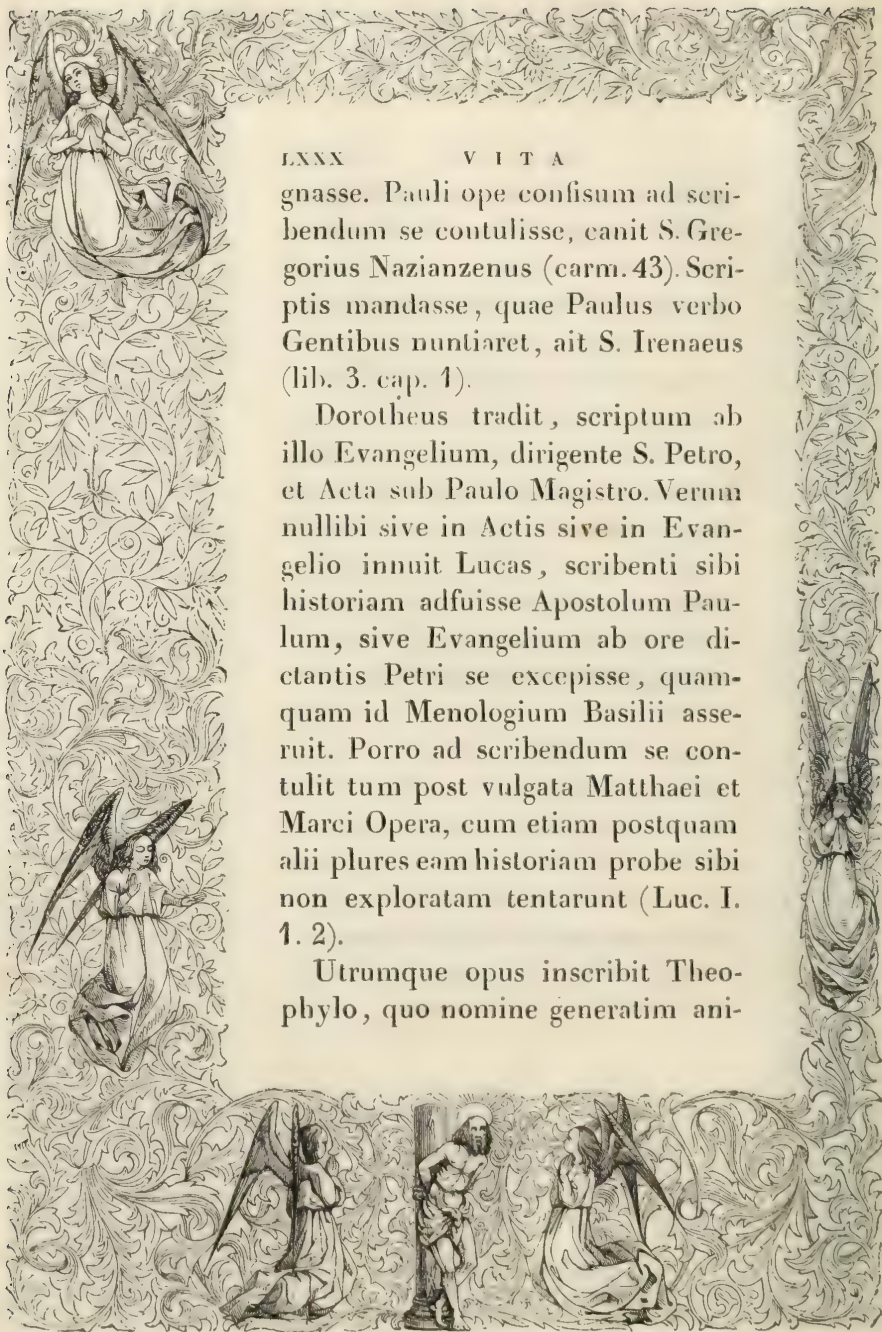 LXXX VITA
gnasse. Pauli ope confisum ad scri-
bendum se contulisse, canit S. Gre-
gorius Nazianzenus (carm. 43). Scri-
ptis mandasse, quae Paulus verbo
Gentibus nuntiaret, ait S. Irenaeus
(lib. 3. cap. 1).
Dorotheus tradit, scriptum ab
illo Evangelium, dirigente S. Petro,
et Acta sub Paulo Magistro. Verum
nullibi sive in Actis sive in Evan-
gelio innuit Lucas, scribenti sibi
historiam adfuisse Apostolum Pau-
lum, sive Evangelium ab ore di-
ctantis Petri se excepisse, quam-
quam id Menologium Basilii asse-
ruit. Porro ad scribendum se con-
tulit tum post vulgata Matthaei et
Marci Opera, cum etiam postquam
alii plures eam historiam probe sibi
non exploratam tentarunt (Luc. I.
1. 2).
Utrumque opus inscribit Theo-
phylo, quo nomine generatim ani-